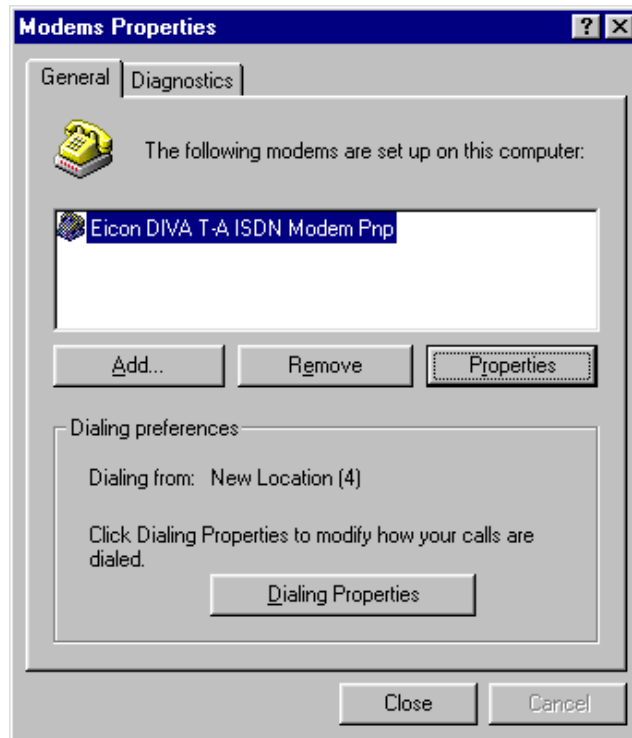 Modems Properties
General
Diagnostics
The following modems are set up on this computer:
Eicon DIVA T-A ISDN Modem Pnp
Add...
Remove
Properties
Dialing preferences
Dialing from: New Location (4)
Click Dialing Properties to modify how your calls are
dialed.
Dialing Properties
Close
Cancel